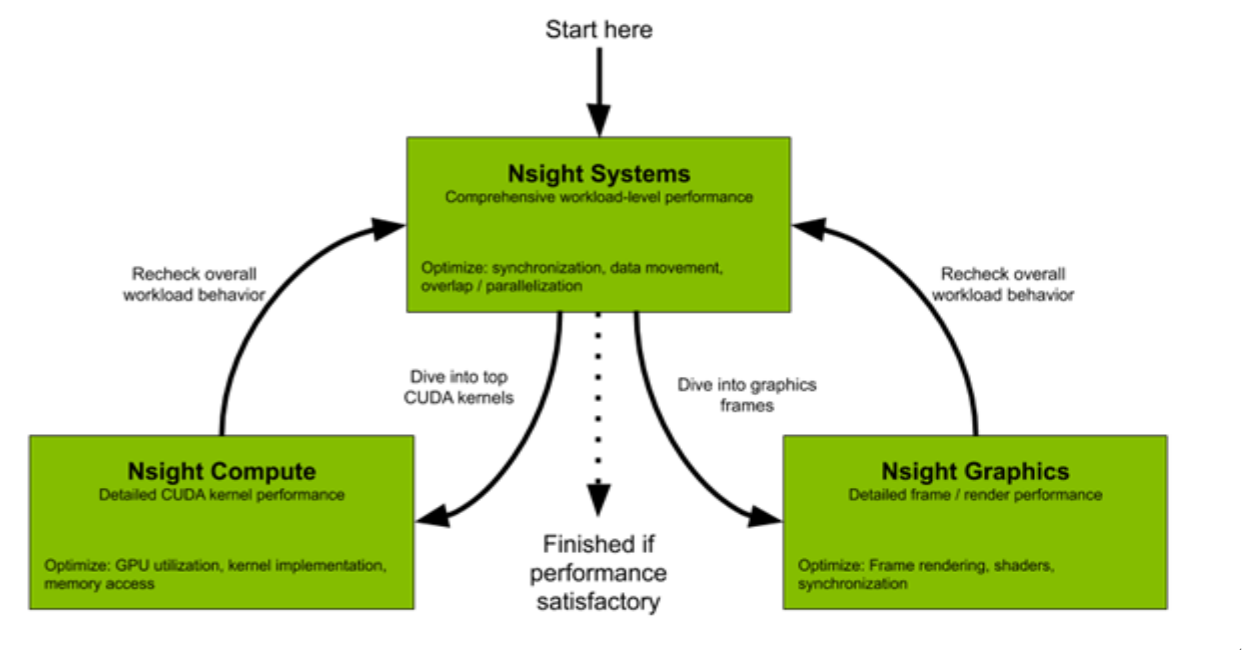 Start here
Nsight Systems
Comprehensive workload-level performance
Optimize: synchronization, data movement,
overlap / parallelization
Recheck overall
workload behavior
Recheck overall
workload behavior
Dive into top
CUDA kernels
Dive into graphics
frames
Nsight Compute
Detailed CUDA kernel performance
Optimize: GPU utilization, kernel implementation,
memory access
Finished if
performance
satisfactory
Nsight Graphics
Detailed frame / render performance
Optimize: Frame rendering, shaders,
synchronization